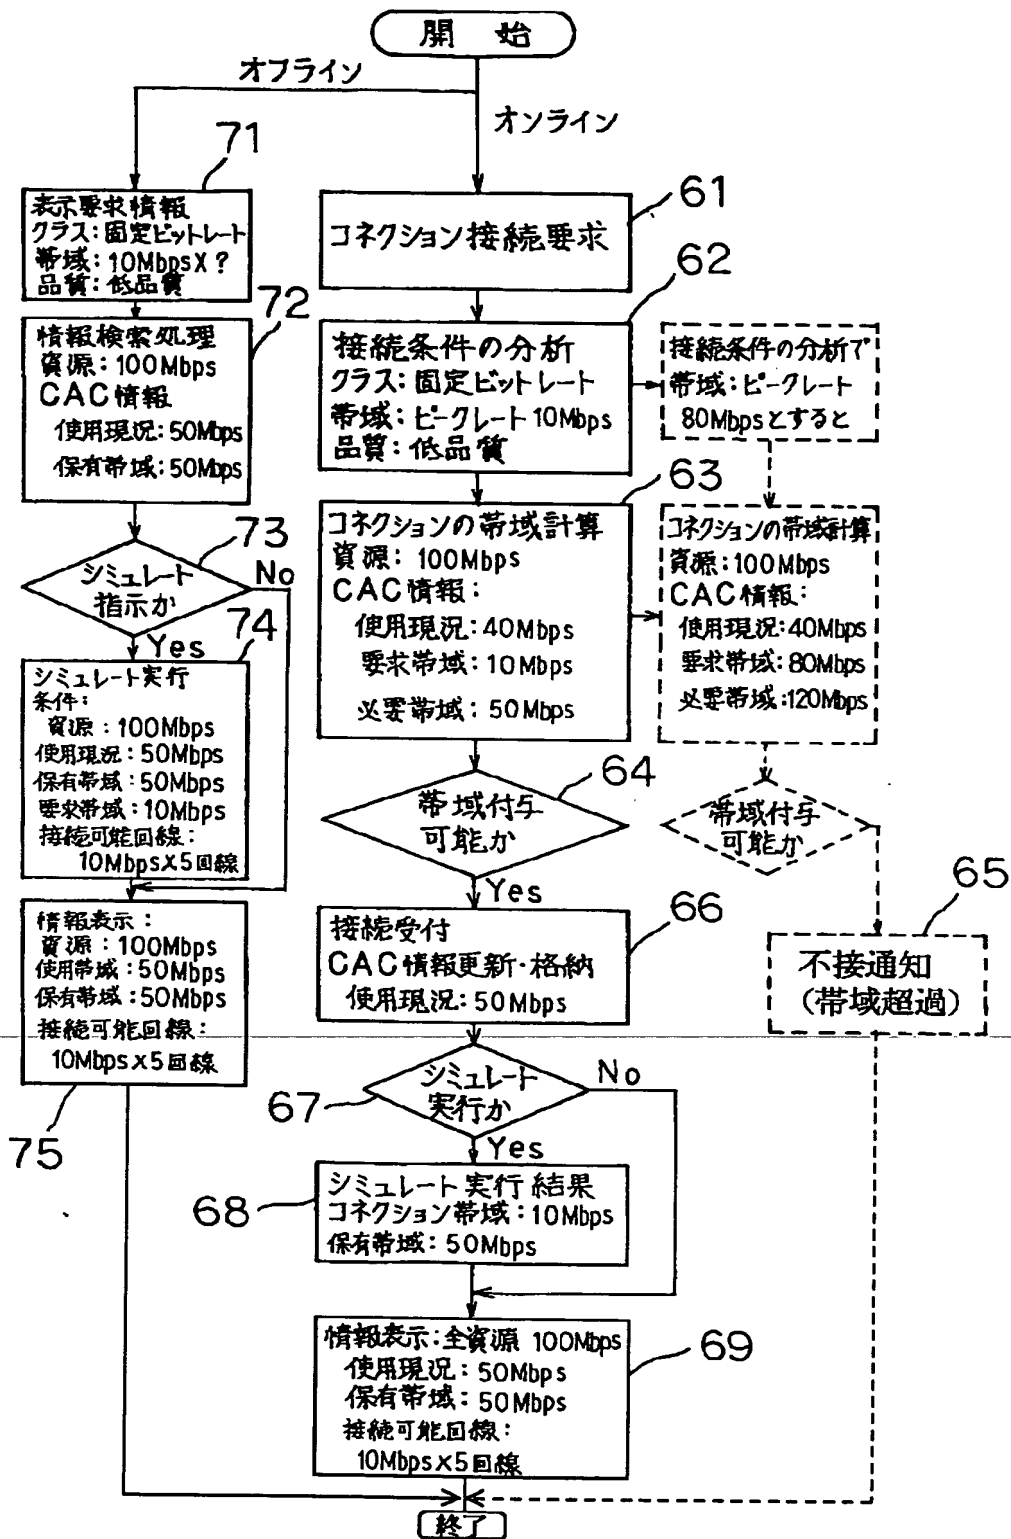 開 始
オフライン
オンライン
71
表示要求情報
クラス:固定ビットレート
帯域:10MbpsX?
品質:低品質
72
情報検索処理
資源:100Mbps
CAC情報
使用現況:50Mbps
保有帯域:50Mbps
73
シミュレート
指示か
No
Yes
74
シミュレート実行
条件:
資源:100Mbps
使用現況:50Mbps
保有帯域:50Mbps
要求帯域:10Mbps
接続可能回線:
10Mbps×5回線
情報表示:
資源:100Mbps
使用帯域:50Mbps
保有帯域:50Mbps
接続可能回線:
10Mbps×5回線
75
61
コネクション接続要求
62
接続条件の分析
クラス:固定ビットレート
帯域:ピークレート10Mbps
品質:低品質
63
コネクションの帯域計算
資源:100Mbps
CAC情報:
使用現況:40Mbps
要求帯域:10Mbps
必要帯域:50Mbps
64
帯域付与
可能か
Yes
66
接続受付
CAC情報更新・格納
使用現況:50Mbps
67
シミュレート
実行か
No
Yes
68
シミュレート実行結果
コネクション帯域:10Mbps
保有帯域:50Mbps
69
情報表示:全資源 100Mbps
使用現況:50Mbps
保有帯域:50Mbps
接続可能回線:
10Mbps×5回線
接続条件の分析で
帯域:ピークレート
80Mbpsとすると
コネクションの帯域計算
資源:100Mbps
CAC情報:
使用現況:40Mbps
要求帯域:80Mbps
必要帯域:120Mbps
帯域付与
可能か
65
不接通知
(帯域超過)
終了